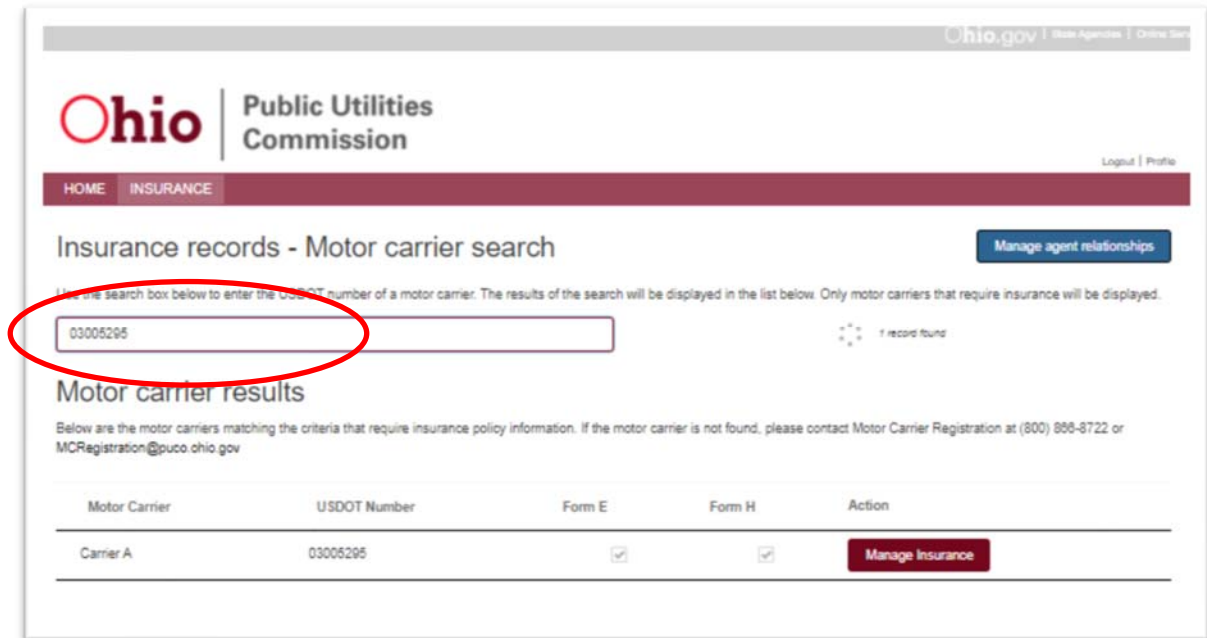 Ohio.gov | State Agencies | Online Serv
Ohio | Public Utilities
Commission
Logout | Profile
HOME INSURANCE
Insurance records - Motor carrier search
Manage agent relationships
Use the search box below to enter the USDOT number of a motor carrier. The results of the search will be displayed in the list below. Only motor carriers that require insurance will be displayed.
03005295
1 record found
Motor carrier results
Below are the motor carriers matching the criteria that require insurance policy information. If the motor carrier is not found, please contact Motor Carrier Registration at (800) 866-8722 or
MCRegistration@puco.ohio.gov
Motor Carrier USDOT Number Form E Form H Action
Carrier A 03005295 Manage Insurance